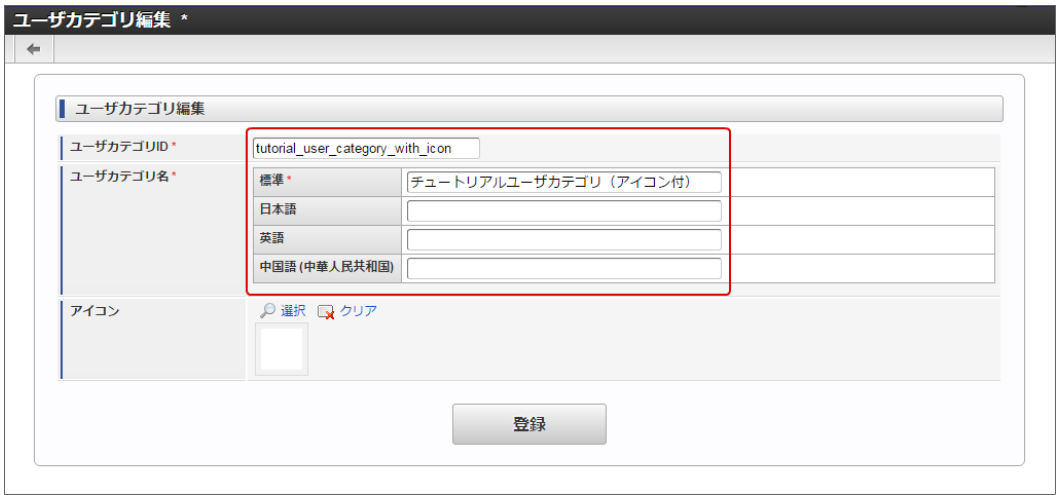 ユーザカテゴリ編集 *
ユーザカテゴリ編集
ユーザカテゴリID * tutorial_user_category_with_icon
ユーザカテゴリ名 * 標準 * チュートリアルユーザカテゴリ（アイコン付）
日本語
英語
中国語 (中華人民共和国)
アイコン 選択 クリア
登録